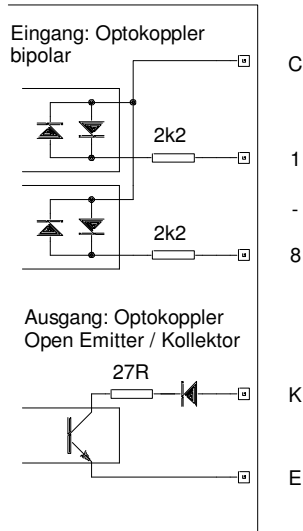 Eingang: Optokoppler
bipolar
C
2k2
1
-
2k2
8
Ausgang: Optokoppler
Open Emitter / Kollektor
27R
K
E